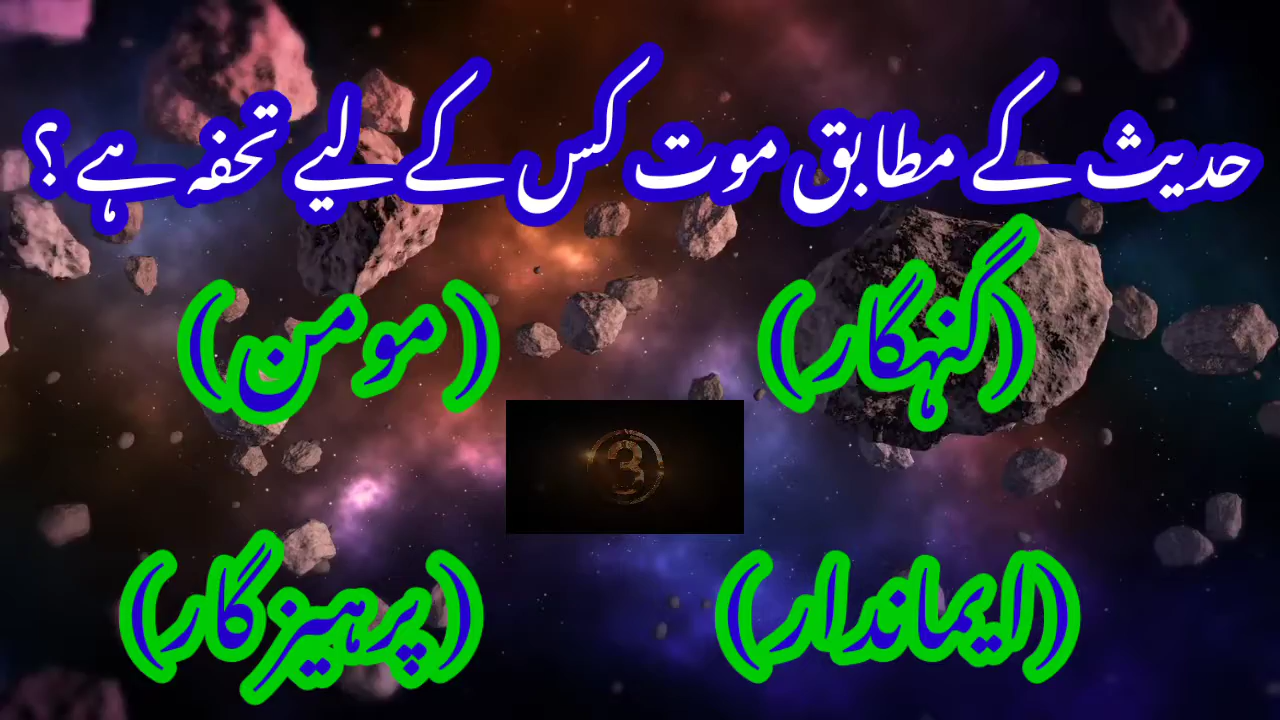 حدیث کے مطابق موت کس کے لیے تحفہ ہے ؟
(گنہگار)
(مومن)
3
(ایماندار)
(پرہیزگار)